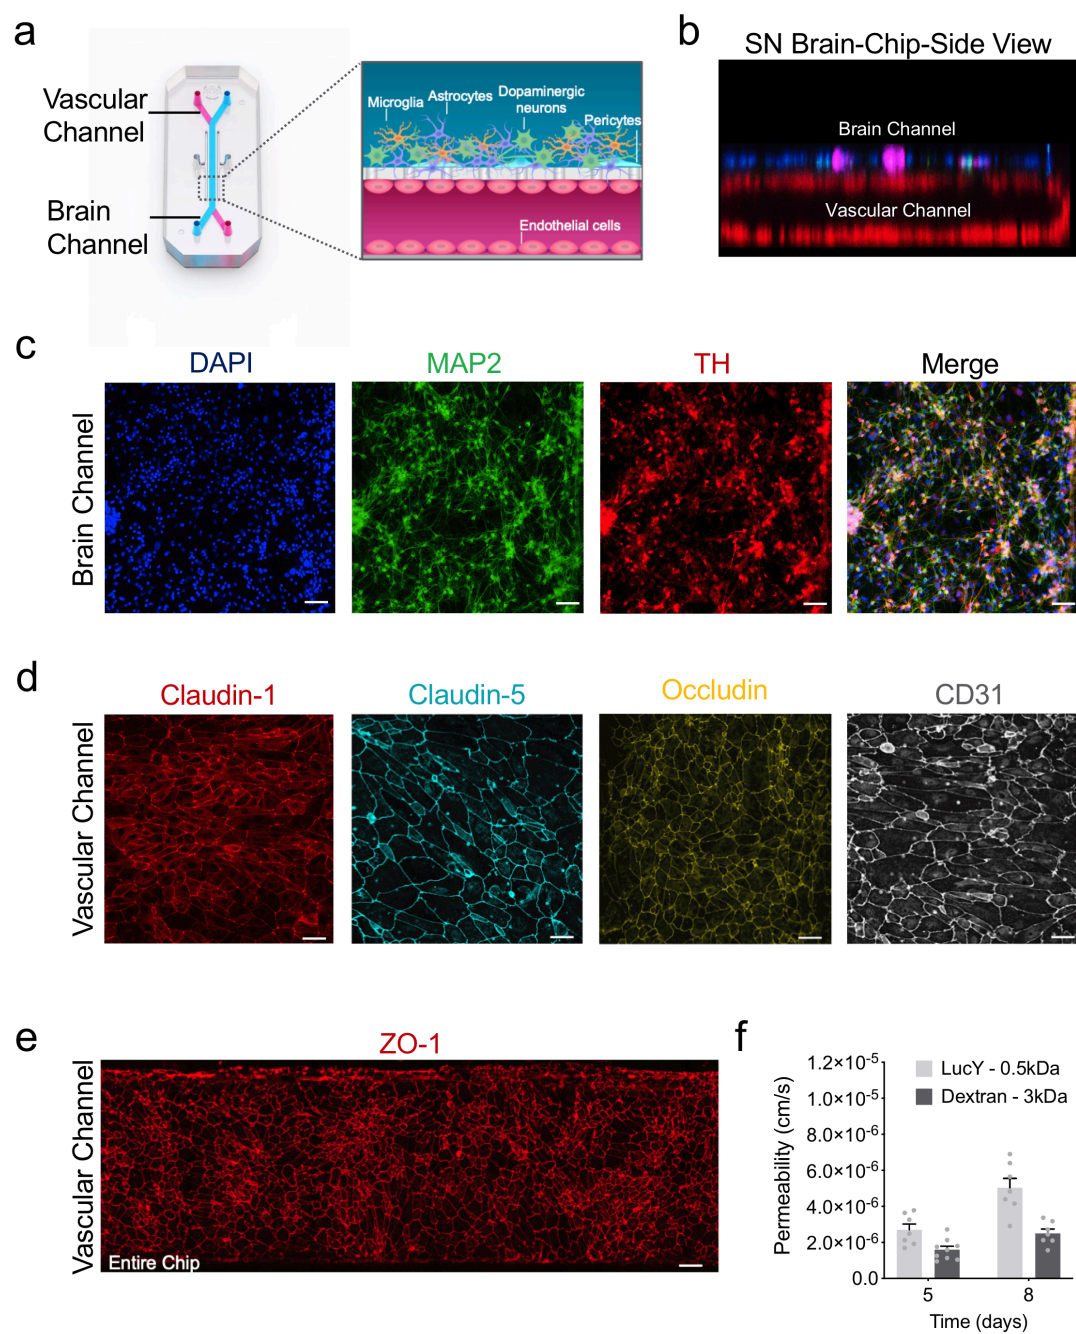 a
Vascular
Channel
Brain
Channel
Microglia
Astrocytes
Dopaminergic
neurons
Pericytes
Endothelial cells
b
SN Brain-Chip-Side View
Brain Channel
Vascular Channel
c
DAPI
MAP2
TH
Merge
Brain Channel
d
Claudin-1
Claudin-5
Occludin
CD31
Vascular Channel
e
ZO-1
Vascular Channel
Entire Chip
f
Permeability (cm/s)
1.2×10⁻⁵
1.0×10⁻⁵
8.0×10⁻⁶
6.0×10⁻⁶
4.0×10⁻⁶
2.0×10⁻⁶
0.0
LucY - 0.5kDa
Dextran - 3kDa
5
8
Time (days)